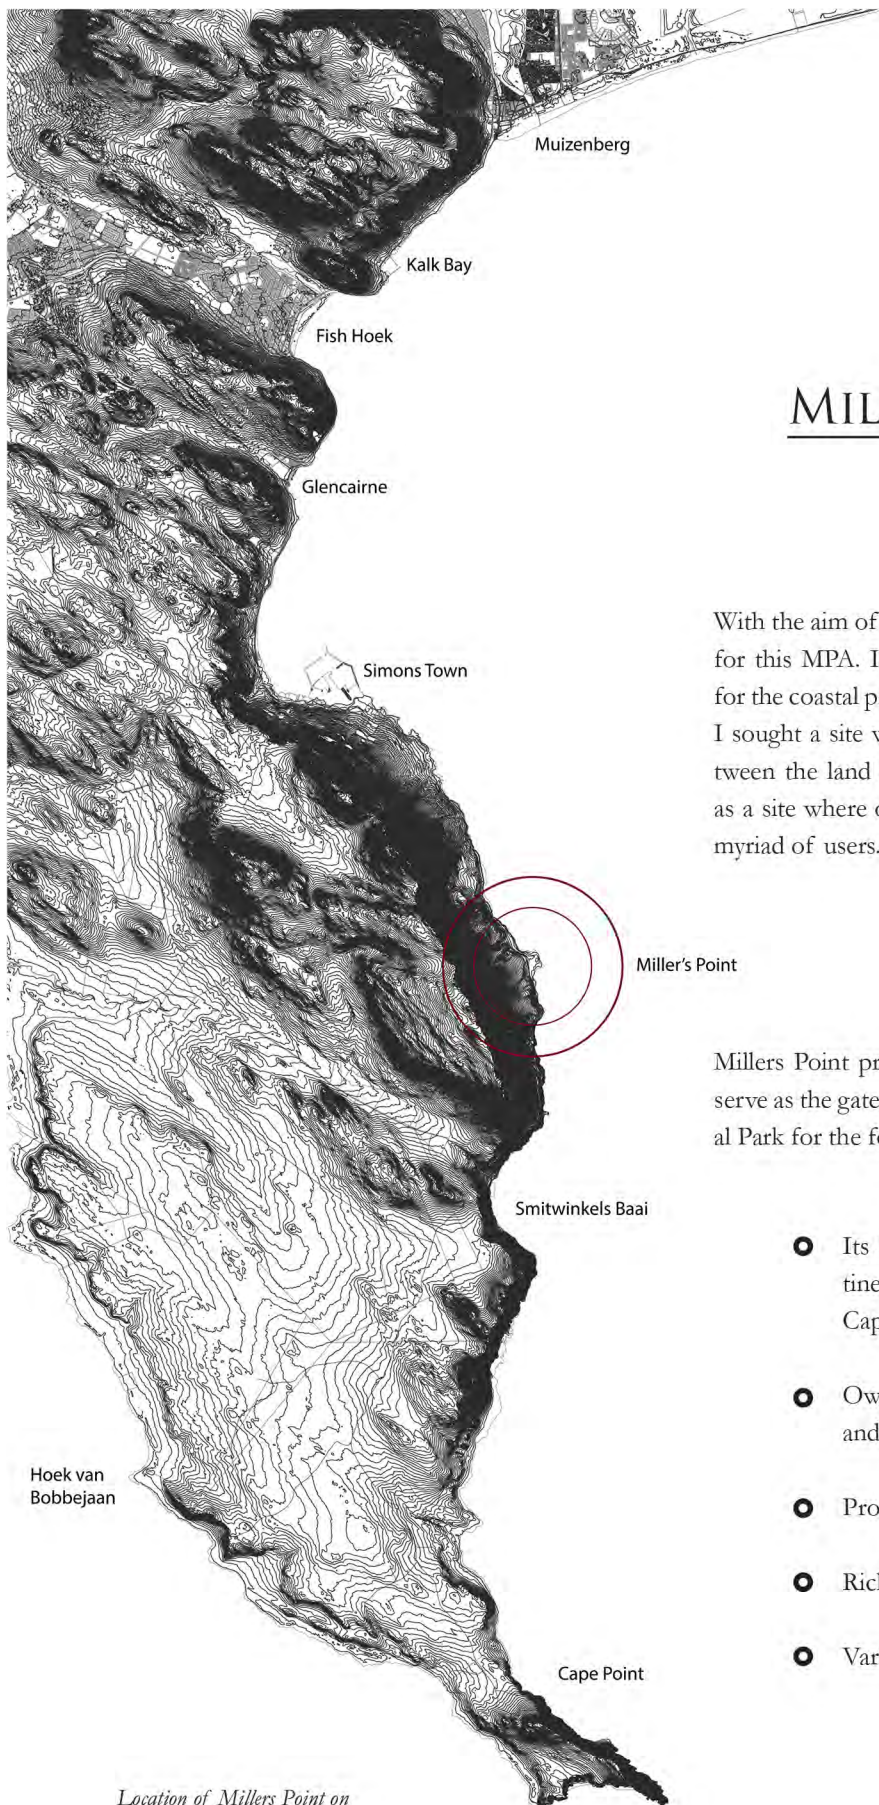 Muizenberg
Kalk Bay
Fish Hoek
Glencairne
Simons Town
Miller's Point
Smitwinkels Baai
Hoek van
Bobbejaan
Cape Point
Location of Millers Point on
MIL
With the aim of
for this MPA. I
for the coastal p
I sought a site v
tween the land
as a site where o
myriad of users.
Millers Point pr
serve as the gate
al Park for the fo
Its
tine
Cap
Ow
and
Pro
Ricl
Var